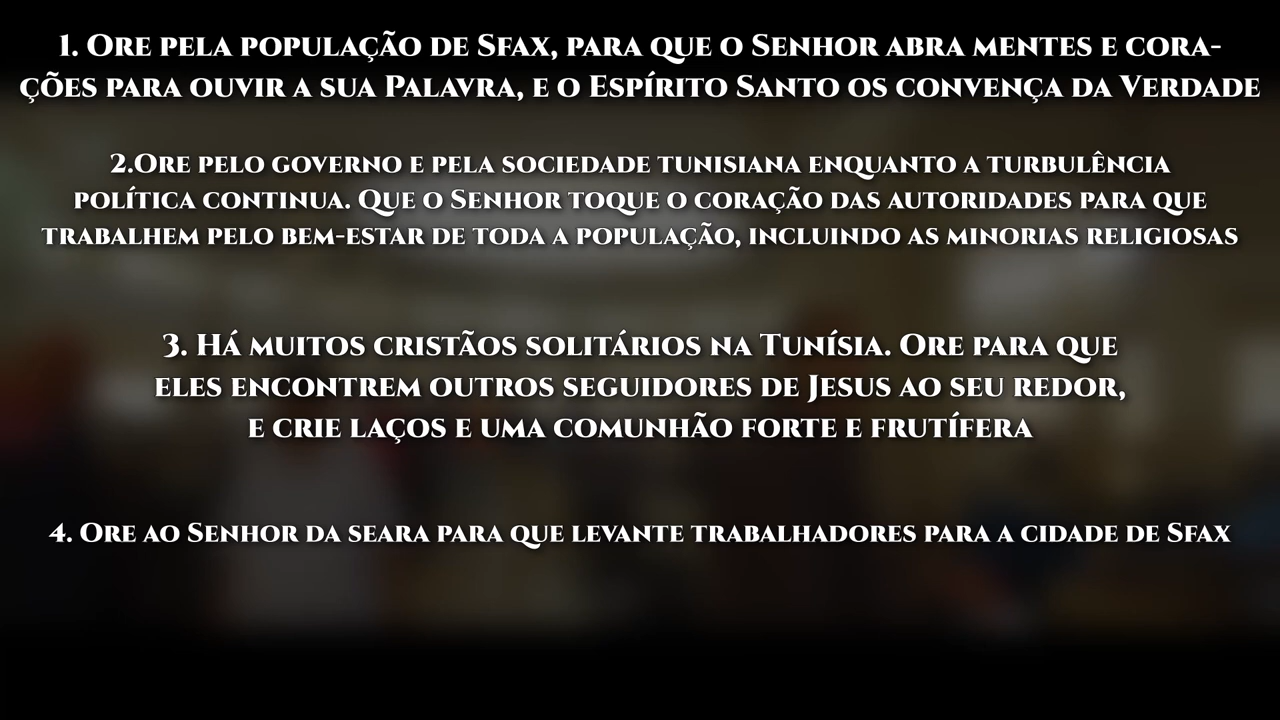 1. Ore pela população de Sfax, para que o Senhor abra mentes e cora-
ções para ouvir a sua Palavra, e o Espírito Santo os convença da Verdade
2.Ore pelo governo e pela sociedade tunisiana enquanto a turbulência
política continua. Que o Senhor toque o coração das autoridades para que
trabalhem pelo bem-estar de toda a população, incluindo as minorias religiosas
3. Há muitos cristãos solitários na Tunísia. Ore para que
eles encontrem outros seguidores de Jesus ao seu redor,
e crie laços e uma comunhão forte e frutífera
4. Ore ao Senhor da seara para que levante trabalhadores para a cidade de Sfax